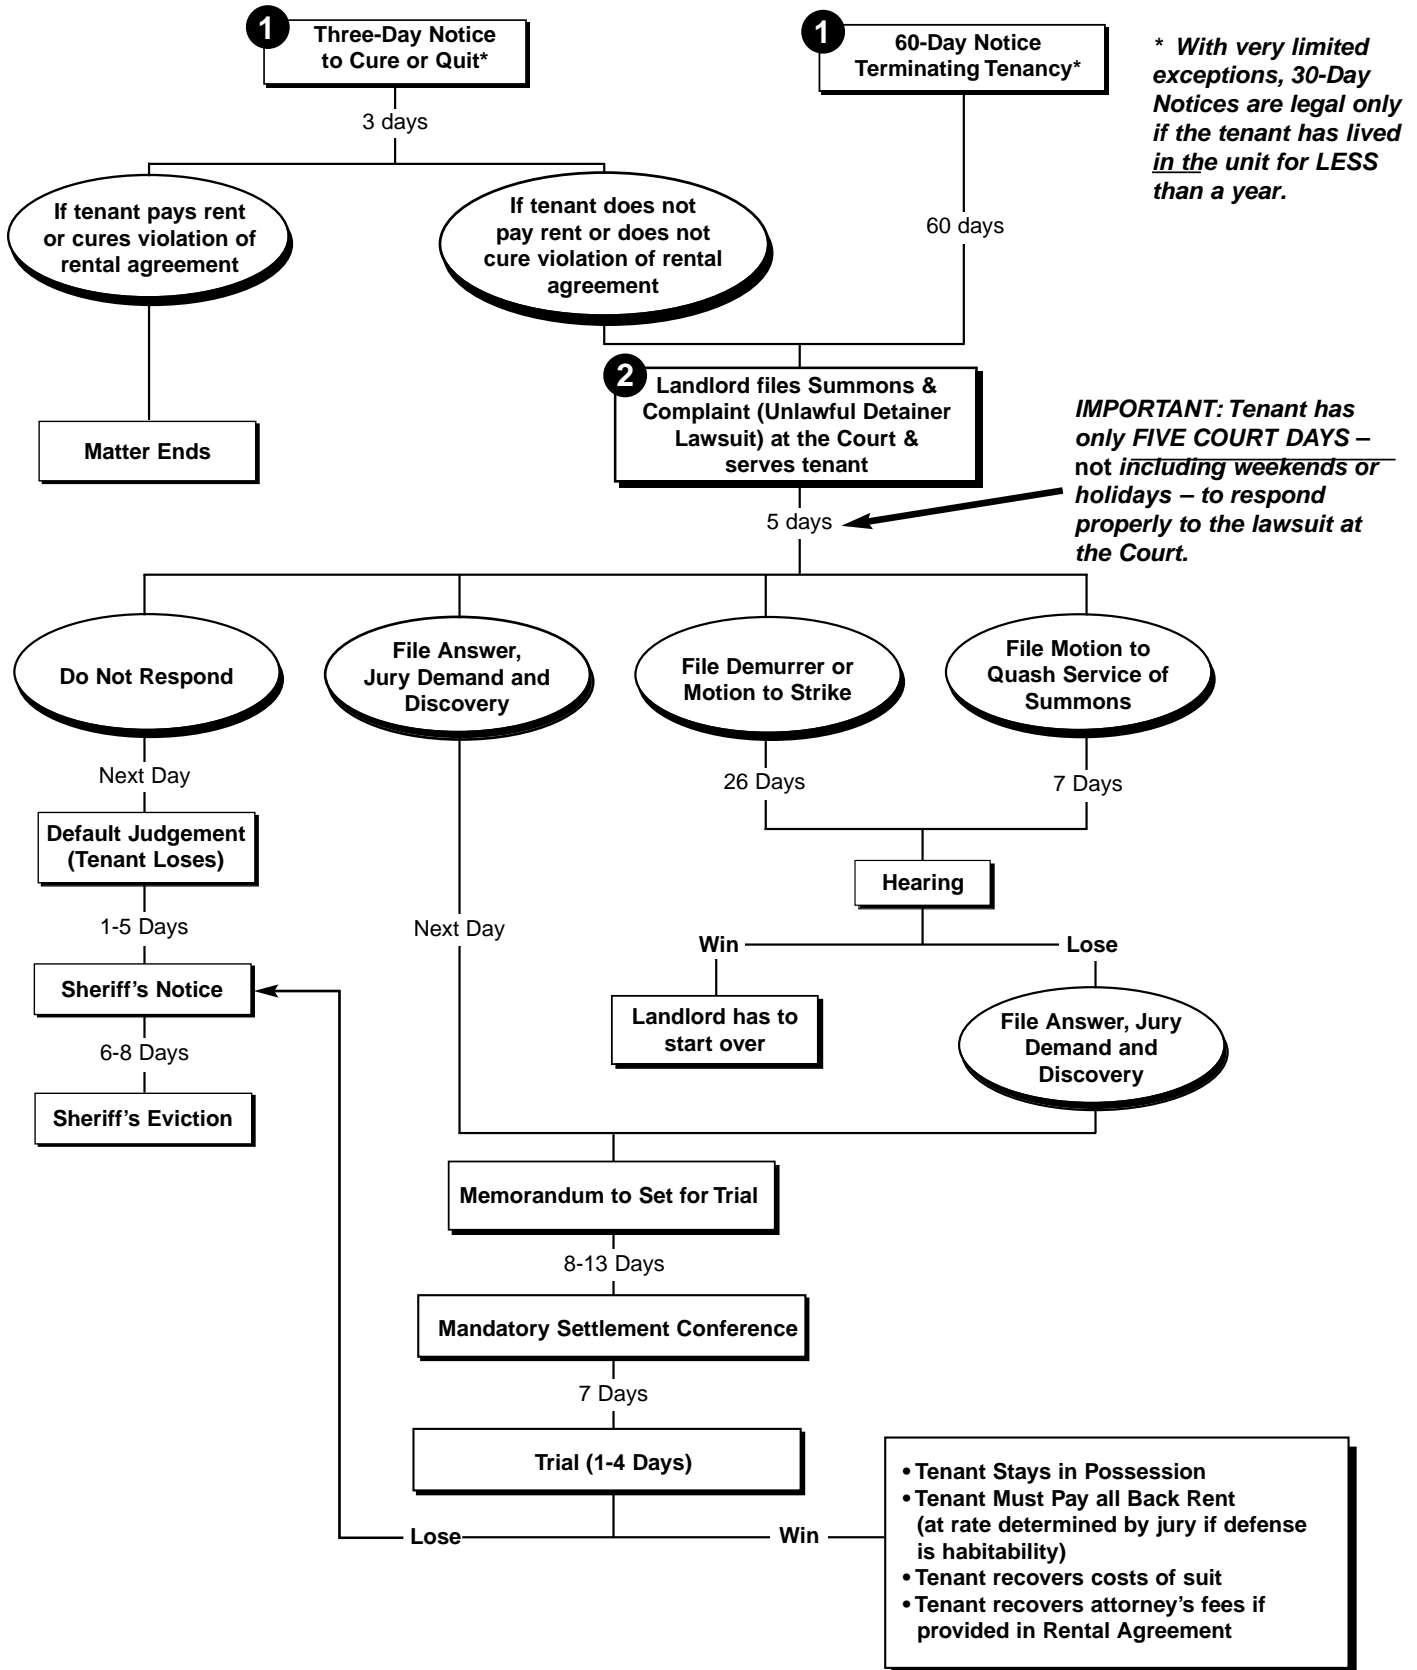 1
Three-Day Notice
to Cure or Quit*
1
60-Day Notice
Terminating Tenancy*
* With very limited
exceptions, 30-Day
Notices are legal only
if the tenant has lived
in the unit for LESS
than a year.
3 days
If tenant pays rent
or cures violation of
rental agreement
If tenant does not
pay rent or does not
cure violation of rental
agreement
60 days
Matter Ends
2
Landlord files Summons &
Complaint (Unlawful Detainer
Lawsuit) at the Court &
serves tenant
IMPORTANT: Tenant has
only FIVE COURT DAYS –
not including weekends or
holidays – to respond
properly to the lawsuit at
the Court.
5 days
Do Not Respond
File Answer,
Jury Demand and
Discovery
File Demurrer or
Motion to Strike
File Motion to
Quash Service of
Summons
Next Day
26 Days
7 Days
Default Judgement
(Tenant Loses)
Hearing
1-5 Days
Next Day
Win
Lose
Sheriff’s Notice
Landlord has to
start over
File Answer, Jury
Demand and
Discovery
6-8 Days
Sheriff’s Eviction
Memorandum to Set for Trial
8-13 Days
Mandatory Settlement Conference
7 Days
Trial (1-4 Days)
Lose
Win
• Tenant Stays in Possession
• Tenant Must Pay all Back Rent
(at rate determined by jury if defense
is habitability)
• Tenant recovers costs of suit
• Tenant recovers attorney’s fees if
provided in Rental Agreement